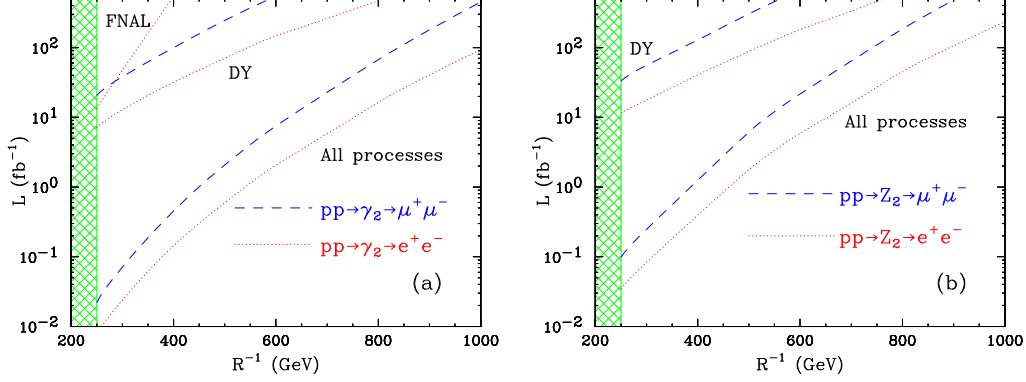 FNAL
DY
All processes
pp→γ₂→μ⁺μ⁻
pp→γ₂→e⁺e⁻
(a)
10²
10¹
10⁰
10⁻¹
10⁻²
L (fb⁻¹)
200 400 600 800 1000
R⁻¹ (GeV)
DY
All processes
pp→Z₂→μ⁺μ⁻
pp→Z₂→e⁺e⁻
(b)
10²
10¹
10⁰
10⁻¹
10⁻²
L (fb⁻¹)
200 400 600 800 1000
R⁻¹ (GeV)